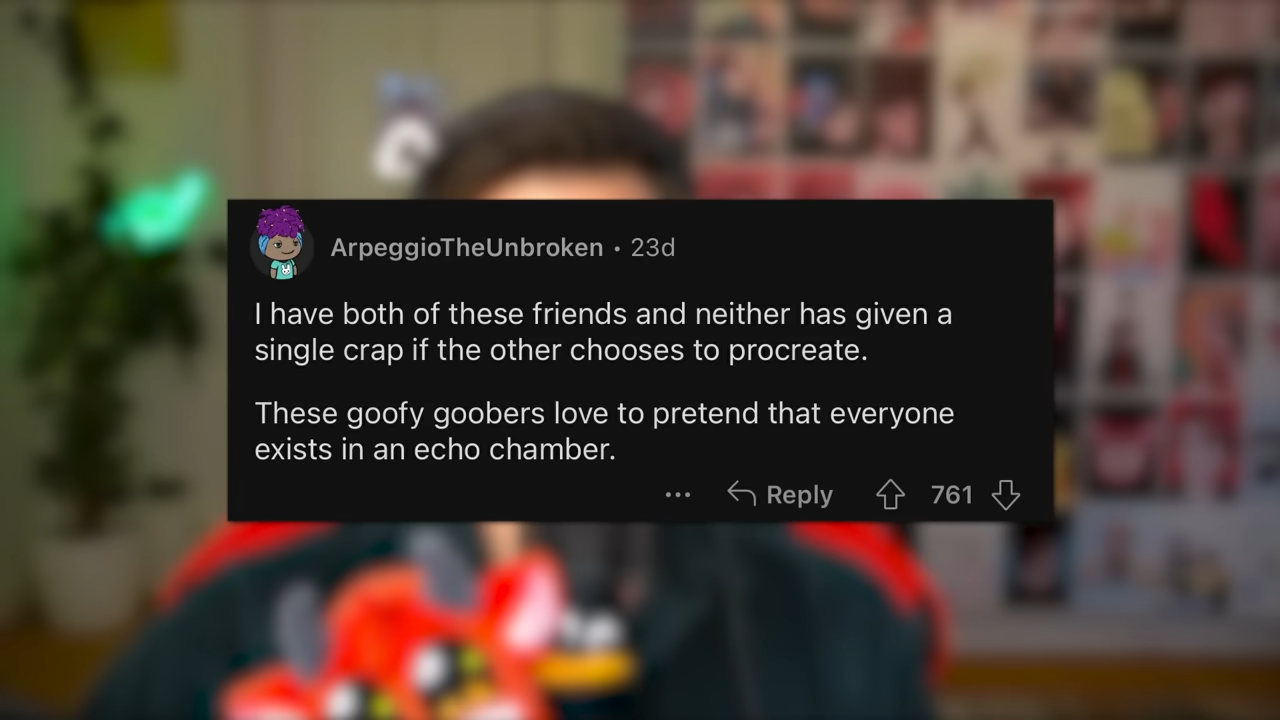 ArpeggioTheUnbroken • 23d
I have both of these friends and neither has given a
single crap if the other chooses to procreate.
These goofy goobers love to pretend that everyone
exists in an echo chamber.
... Reply 761